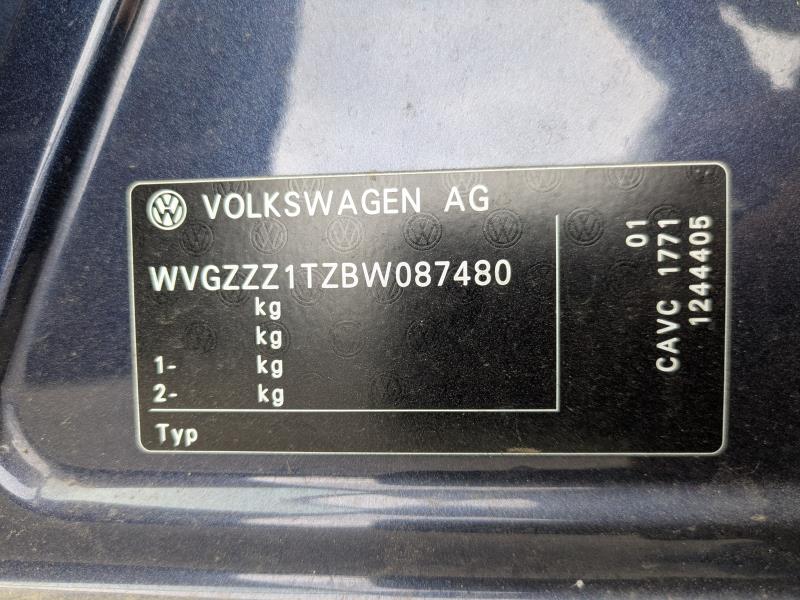 VOLKSWAGEN AG
WVGZZZ1TZBW087480
kg
kg
1- kg
2- kg
Typ
01
CAVC 1771
1244405